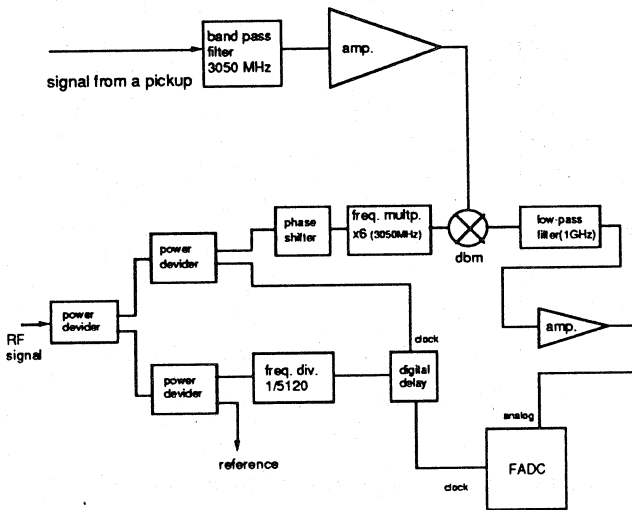 band pass
filter
3050 MHz
amp.
signal from a pickup
phase
shifter
freq. multp.
x6 (3050MHz)
dbm
low-pass
filter(1GHz)
power
devider
power
devider
RF
signal
clock
amp.
power
devider
freq. div.
1/5120
digital
delay
reference
analog
FADC
clock